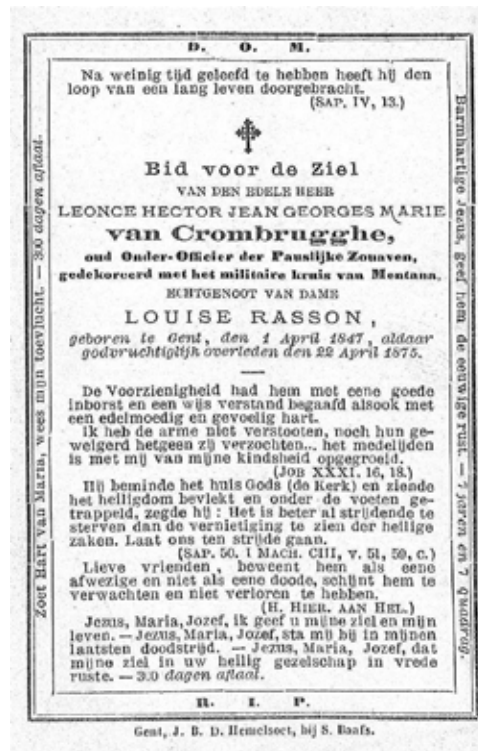 D. O. M.
Na weinig tijd geleefd te hebben heeft hij den
loop van een lang leven doorgebracht.
(SAP. IV, 13.)
Bid voor de Ziel
VAN DEN EDELE HEER
LEONCE HECTOR JEAN GEORGES MARIE
van Crombrugghe,
oud Onder-Officier der Pauslijke Zouaven,
gedekoreerd met het militaire kruis van Mentana,
ECHTGENOOT VAN DAME
LOUISE RASSON,
geboren te Gent, den 1 April 1847, aldaar
godvruchtiglijk overleden den 22 April 1875.
De Voorzienigheid had hem met eene goede
inborst en een wijs verstand begaafd alsook met
een edelmoedig en gevoelig hart.
Ik heb de arme niet verstooten, noch hun ge-
weigerd hetgeen zij verzochten... het medelijden
is met mij van mijne kindsheid opgegroeid.
(JOB XXXI. 16, 18.)
Hij beminde het huis Gods (de Kerk) en ziende
het heiligdom bevlekt en onder de voeten ge-
trappeld, zegde hij : Het is beter al strijdende te
sterven dan de vernietiging te zien der heilige
zaken. Laat ons ten strijde gaan.
(SAP. 50. I MACH. CIII, v. 51, 59, c.)
Lieve vrienden, beweent hem als eene
afwezige en niet als eene doode, schijnt hem te
verwachten en niet verloren te hebben.
(H. HIER. AAN HEL.)
Jezus, Maria, Jozef, ik geef u mijne ziel en mijn
leven. — Jezus, Maria, Jozef, sta mij bij in mijnen
laatsten doodstrijd. — Jezus, Maria, Jozef, dat
mijne ziel in uw heilig gezelschap in vrede
ruste. — 300 dagen aflaat.
R. I. P.
Zoet Hart van Maria, wees mijn toevlucht. — 300 dagen aflaat.
Barmhartige Jezus, geef hem de eeuwige rust. — 7 jaren en 7 quadrag.
Gent, J. B. D. Hemelsoet, bij S. Baafs.